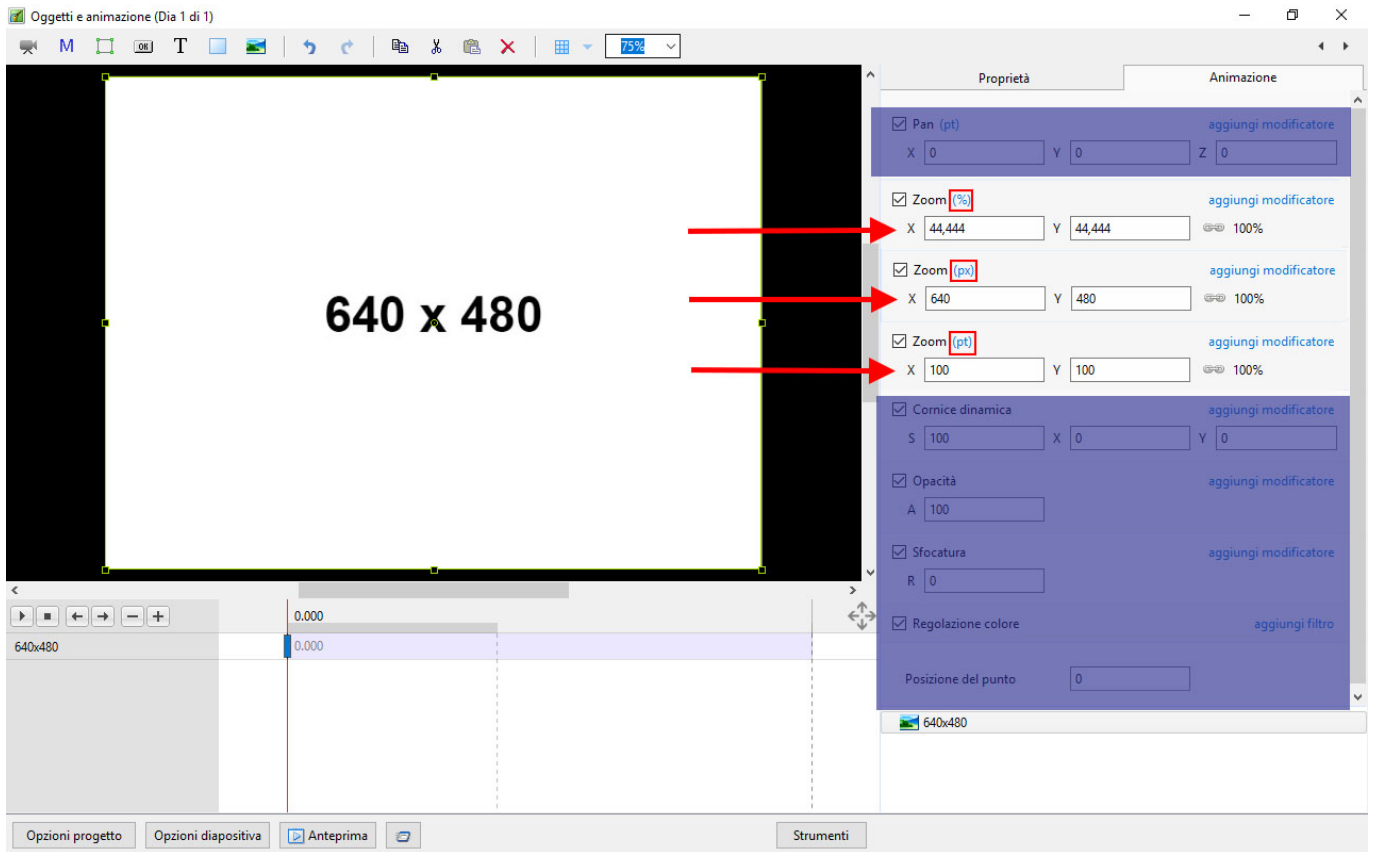 Oggetti e animazione (Dia 1 di 1)
M OK T 75%
Proprietà Animazione
Pan (pt) aggiungi modificatore
X 0 Y 0 Z 0
Zoom (%) aggiungi modificatore
X 44,444 Y 44,444 100%
Zoom (px) aggiungi modificatore
X 640 Y 480 100%
Zoom (pt) aggiungi modificatore
X 100 Y 100 100%
Cornice dinamica aggiungi modificatore
S 100 X 0 Y 0
Opacità aggiungi modificatore
A 100
Sfocatura aggiungi modificatore
R 0
Regolazione colore aggiungi filtro
Posizione del punto 0
640x480
640 x 480
0.000
640x480 0.000
Opzioni progetto Opzioni diapositiva Anteprima Strumenti